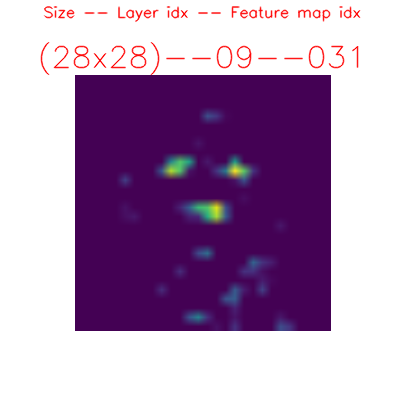 Size -- Layer idx -- Feature map idx
(28x28)--09--031